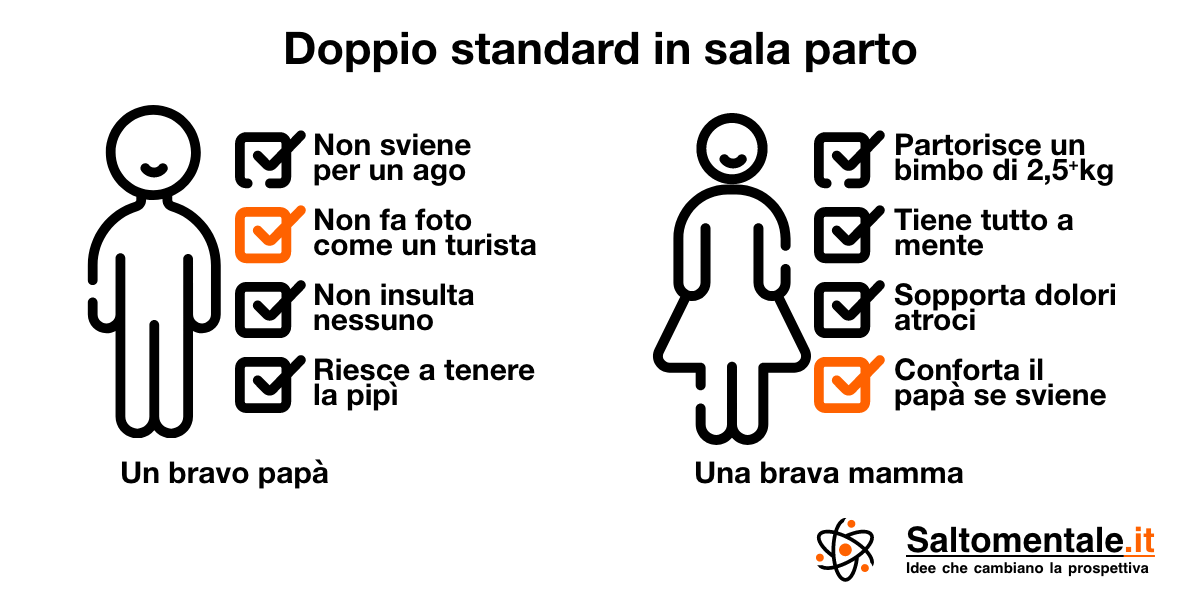 Doppio standard in sala parto
Non sviene
per un ago
Non fa foto
come un turista
Non insulta
nessuno
Riesce a tenere
la pipì
Un bravo papà
Partorisce un
bimbo di 2,5⁺kg
Tiene tutto a
mente
Sopporta dolori
atroci
Conforta il
papà se sviene
Una brava mamma
Saltomentale.it
Idee che cambiano la prospettiva